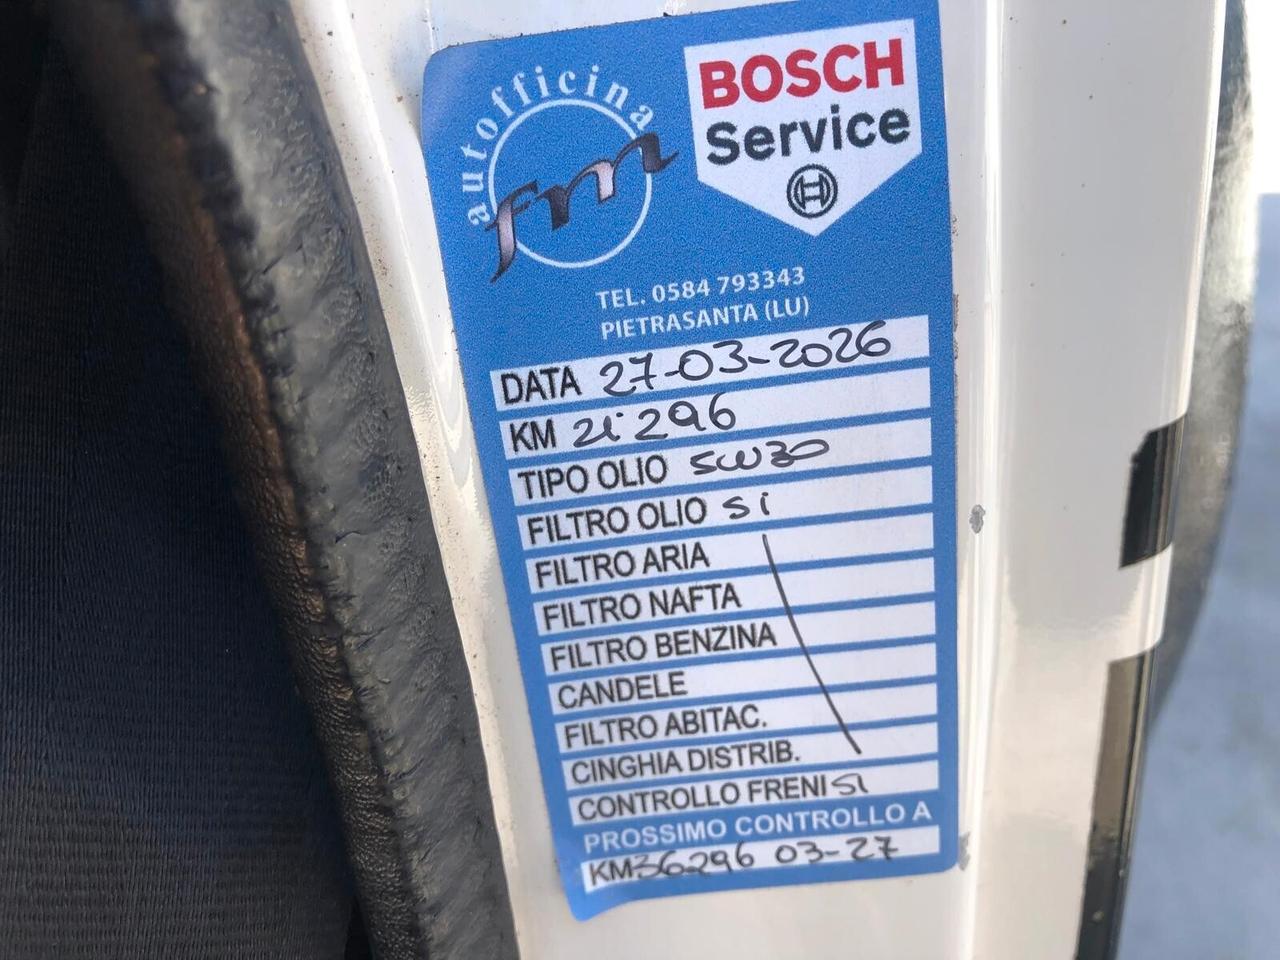 autofficina
fm
BOSCH
Service
TEL. 0584 793343
PIETRASANTA (LU)
DATA 27-03-2026
KM 21296
TIPO OLIO 5W30
FILTRO OLIO Si
FILTRO ARIA
FILTRO NAFTA
FILTRO BENZINA
CANDELE
FILTRO ABITAC.
CINGHIA DISTRIB.
CONTROLLO FRENI SI
PROSSIMO CONTROLLO A
KM 36296 03-27